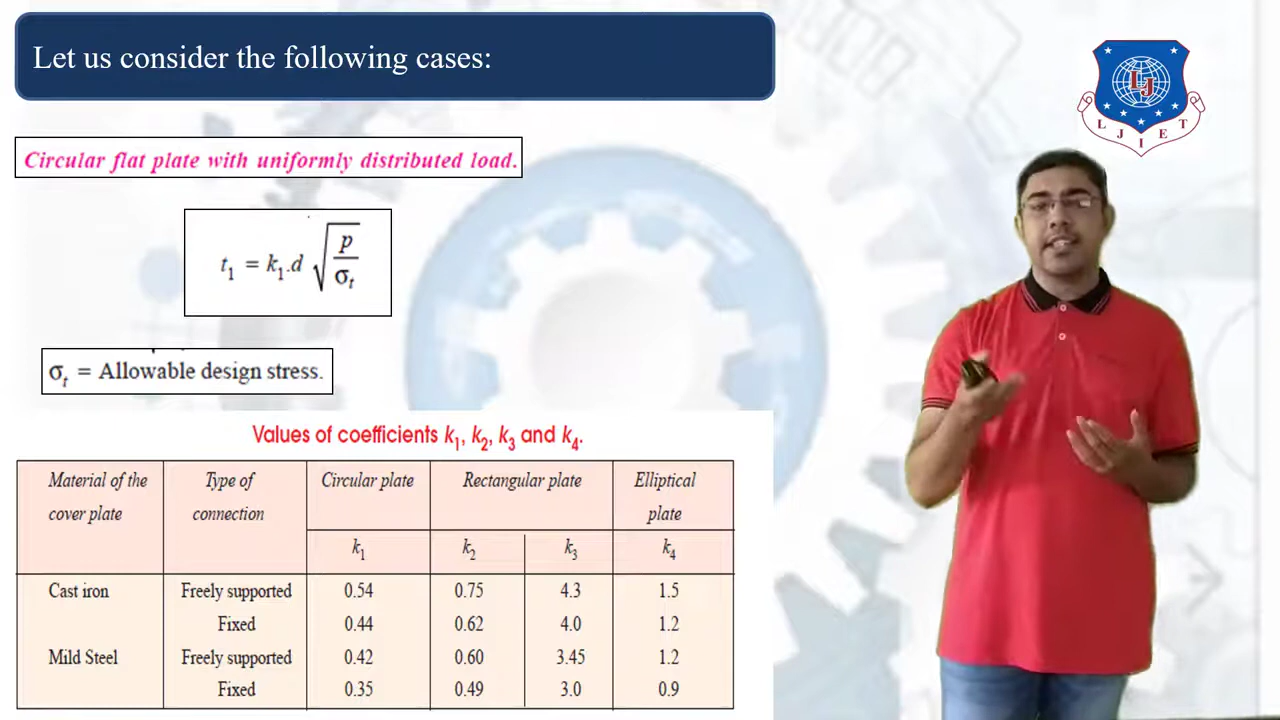 Let us consider the following cases:
L J I E T
LJ
Circular flat plate with uniformly distributed load.
t₁ = k₁.d √(p/σₜ)
σₜ = Allowable design stress.
Values of coefficients k₁, k₂, k₃ and k₄.
Material of the cover plate | Type of connection | Circular plate | Rectangular plate | Elliptical plate
k₁ | k₂ | k₃ | k₄
Cast iron | Freely supported | 0.54 | 0.75 | 4.3 | 1.5
Fixed | 0.44 | 0.62 | 4.0 | 1.2
Mild Steel | Freely supported | 0.42 | 0.60 | 3.45 | 1.2
Fixed | 0.35 | 0.49 | 3.0 | 0.9